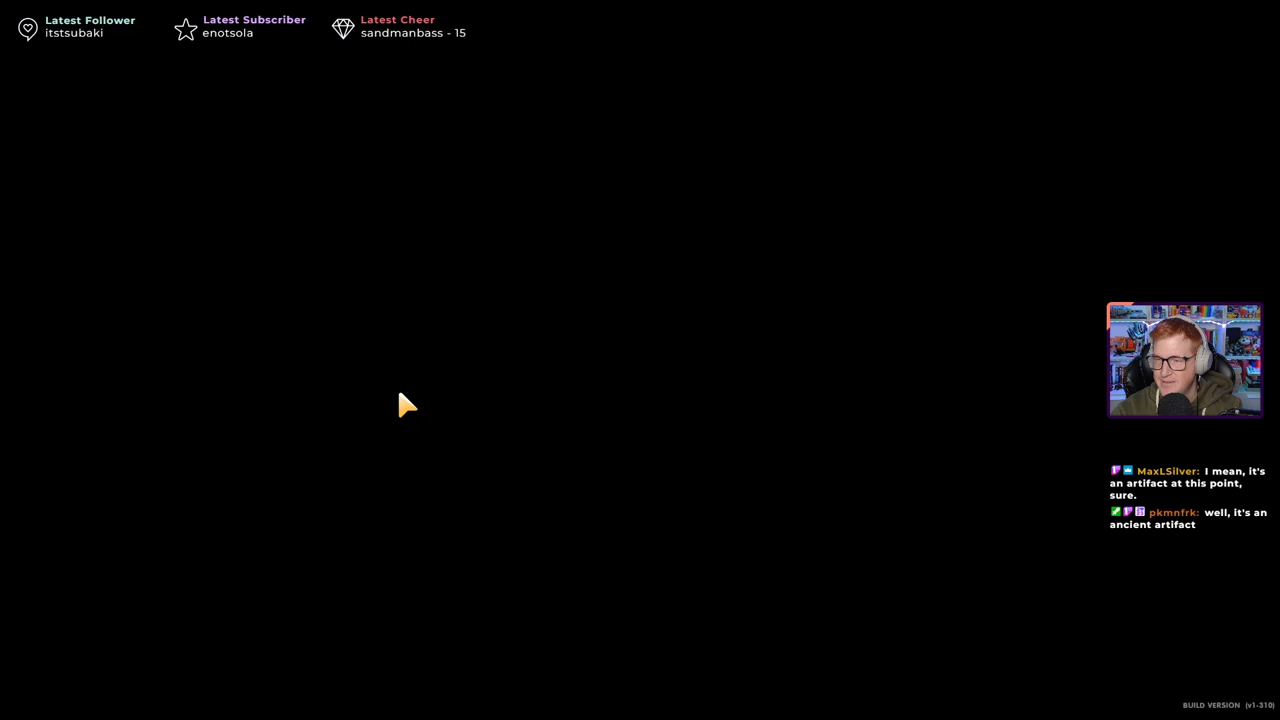 Latest Follower
itstsubaki
Latest Subscriber
enotsola
Latest Cheer
sandmanbass - 15
MaxLSilver: I mean, it's
an artifact at this point,
sure.
pkmnfrk: well, it's an
ancient artifact
BUILD VERSION (v1-310)